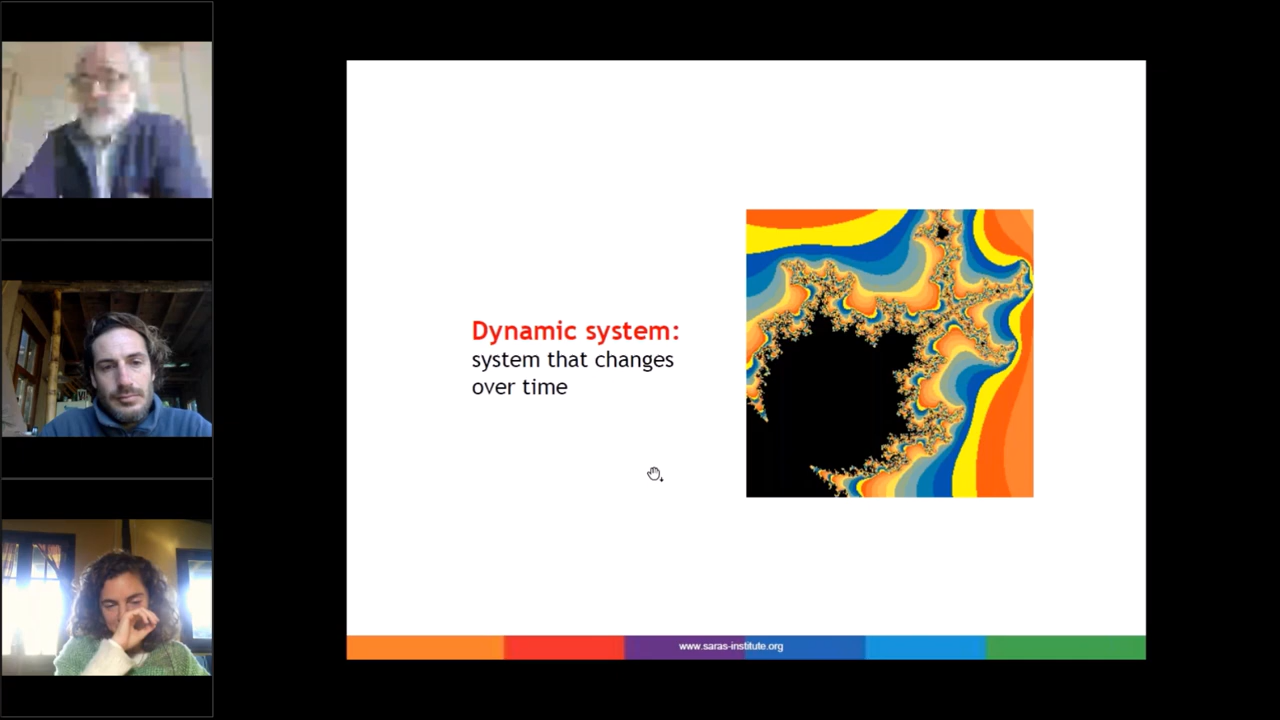 Dynamic system:
system that changes
over time
www.saras-institute.org